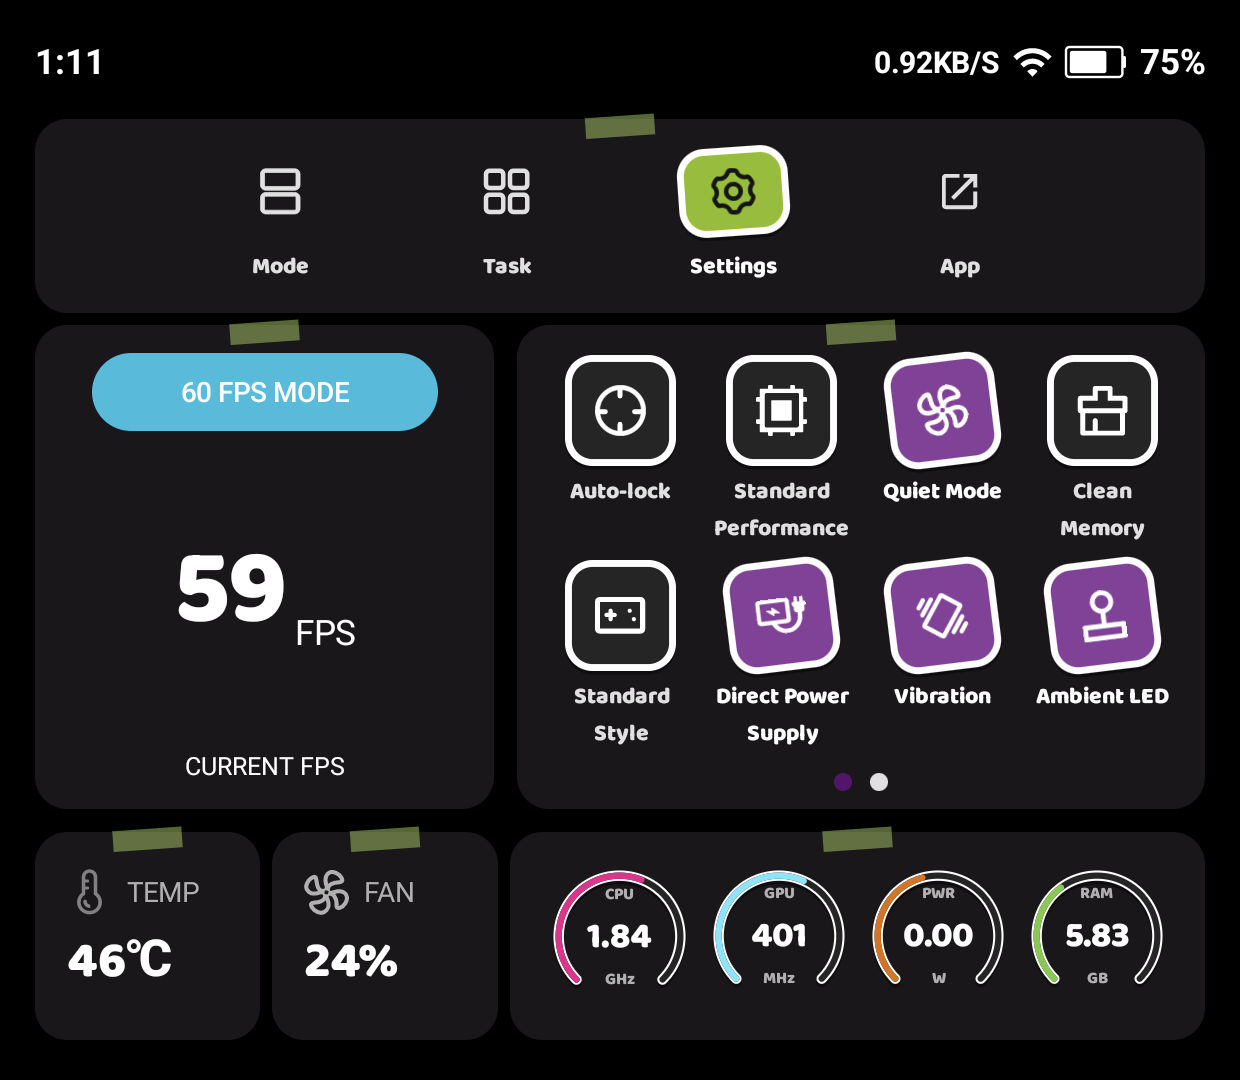 1:11
0.92KB/S 75%
Mode Task Settings App
60 FPS MODE
59 FPS
CURRENT FPS
Auto-lock Standard Quiet Mode Clean
Performance Memory
Standard Direct Power Vibration Ambient LED
Style Supply
TEMP
46°C
FAN
24%
CPU
1.84
GHz
GPU
401
MHz
PWR
0.00
W
RAM
5.83
GB